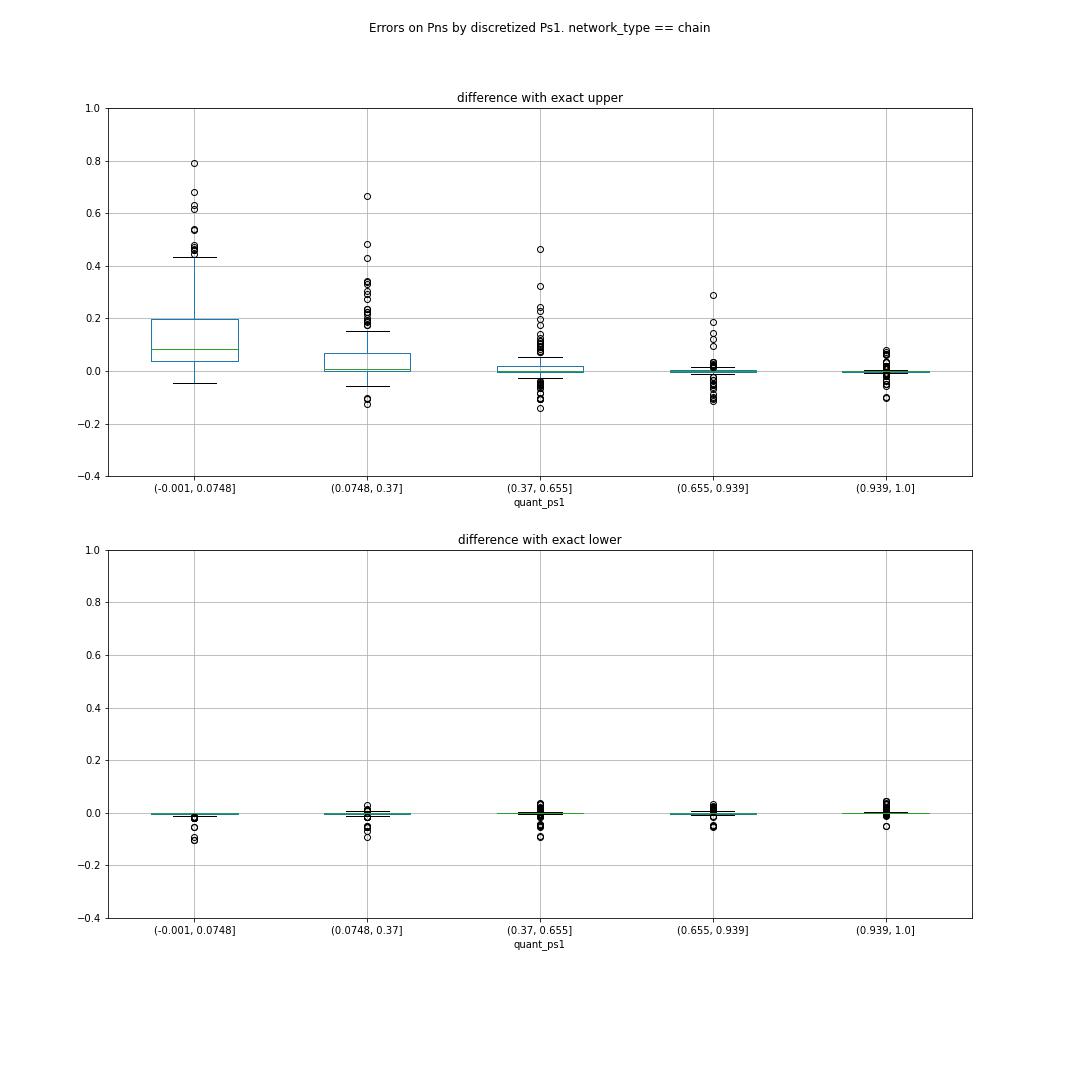 Errors on Pns by discretized Ps1. network_type == chain
difference with exact upper
1.0
0.8
0.6
0.4
0.2
0.0
−0.2
−0.4
(-0.001, 0.0748] (0.0748, 0.37] (0.37, 0.655] (0.655, 0.939] (0.939, 1.0]
quant_ps1
difference with exact lower
1.0
0.8
0.6
0.4
0.2
0.0
−0.2
−0.4
(-0.001, 0.0748] (0.0748, 0.37] (0.37, 0.655] (0.655, 0.939] (0.939, 1.0]
quant_ps1